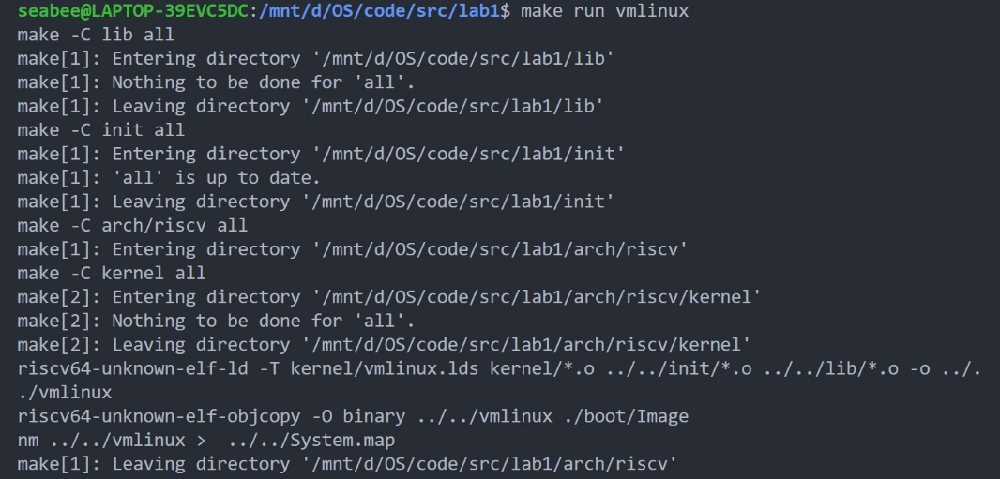 seabee@LAPTOP-39EVC5DC:/mnt/d/OS/code/src/lab1$ make run vmlinux
make -C lib all
make[1]: Entering directory '/mnt/d/OS/code/src/lab1/lib'
make[1]: Nothing to be done for 'all'.
make[1]: Leaving directory '/mnt/d/OS/code/src/lab1/lib'
make -C init all
make[1]: Entering directory '/mnt/d/OS/code/src/lab1/init'
make[1]: 'all' is up to date.
make[1]: Leaving directory '/mnt/d/OS/code/src/lab1/init'
make -C arch/riscv all
make[1]: Entering directory '/mnt/d/OS/code/src/lab1/arch/riscv'
make -C kernel all
make[2]: Entering directory '/mnt/d/OS/code/src/lab1/arch/riscv/kernel'
make[2]: Nothing to be done for 'all'.
make[2]: Leaving directory '/mnt/d/OS/code/src/lab1/arch/riscv/kernel'
riscv64-unknown-elf-ld -T kernel/vmlinux.lds kernel/*.o ../../init/*.o ../../lib/*.o -o ../.
./vmlinux
riscv64-unknown-elf-objcopy -O binary ../../vmlinux ./boot/Image
nm ../../vmlinux >  ../../System.map
make[1]: Leaving directory '/mnt/d/OS/code/src/lab1/arch/riscv'